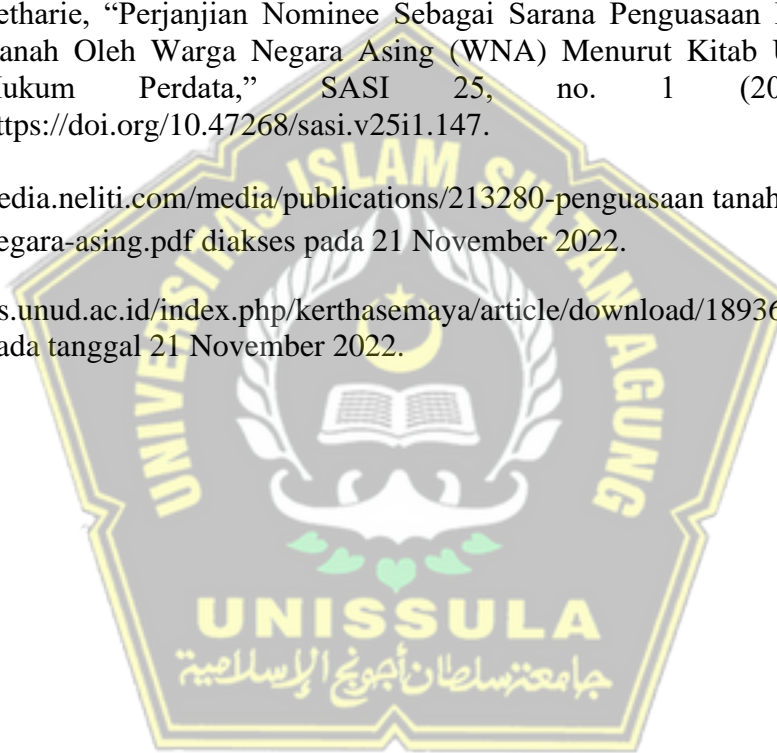 etharie, “Perjanjian Nominee Sebagai Sarana Penguasaan
anah Oleh Warga Negara Asing (WNA) Menurut Kitab
ukum Perdata,” SASI 25, no. 1 (20
ttps://doi.org/10.47268/sasi.v25i1.147.
edia.neliti.com/media/publications/213280-penguasaan tanah
egara-asing.pdf diakses pada 21 November 2022.
s.unud.ac.id/index.php/kerthasemaya/article/download/18936
ada tanggal 21 November 2022.
UNIVERSITAS ISLAM SULTAN AGUNG
UNISSULA
جامعة سلطان أجونج الإسلامية